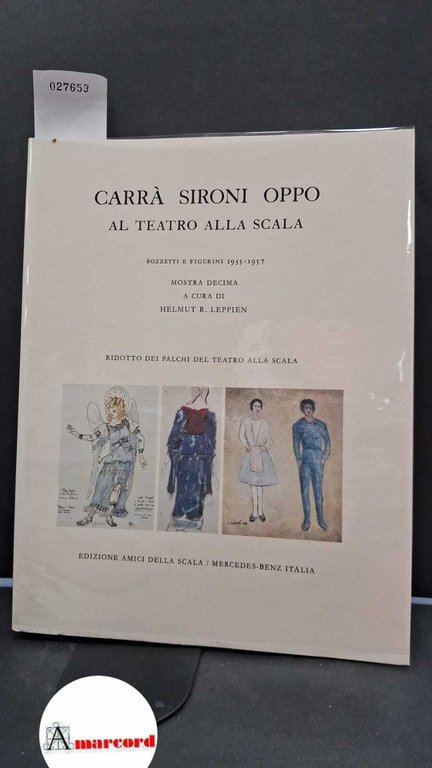 027653
CARRÀ SIRONI OPPO
AL TEATRO ALLA SCALA
BOZZETTI E FIGURINI 1935-1957
MOSTRA DECIMA
A CURA DI
HELMUT R. LEPPIEN
RIDOTTO DEI PALCHI DEL TEATRO ALLA SCALA
EDIZIONE AMICI DELLA SCALA / MERCEDES-BENZ ITALIA
Amarcord